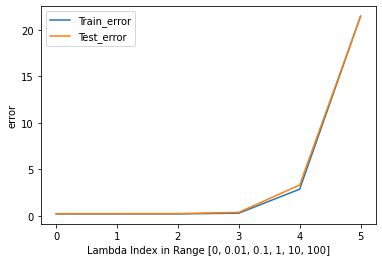 Train_error
Test_error
20
15
10
5
0
error
0 1 2 3 4 5
Lambda Index in Range [0, 0.01, 0.1, 1, 10, 100]